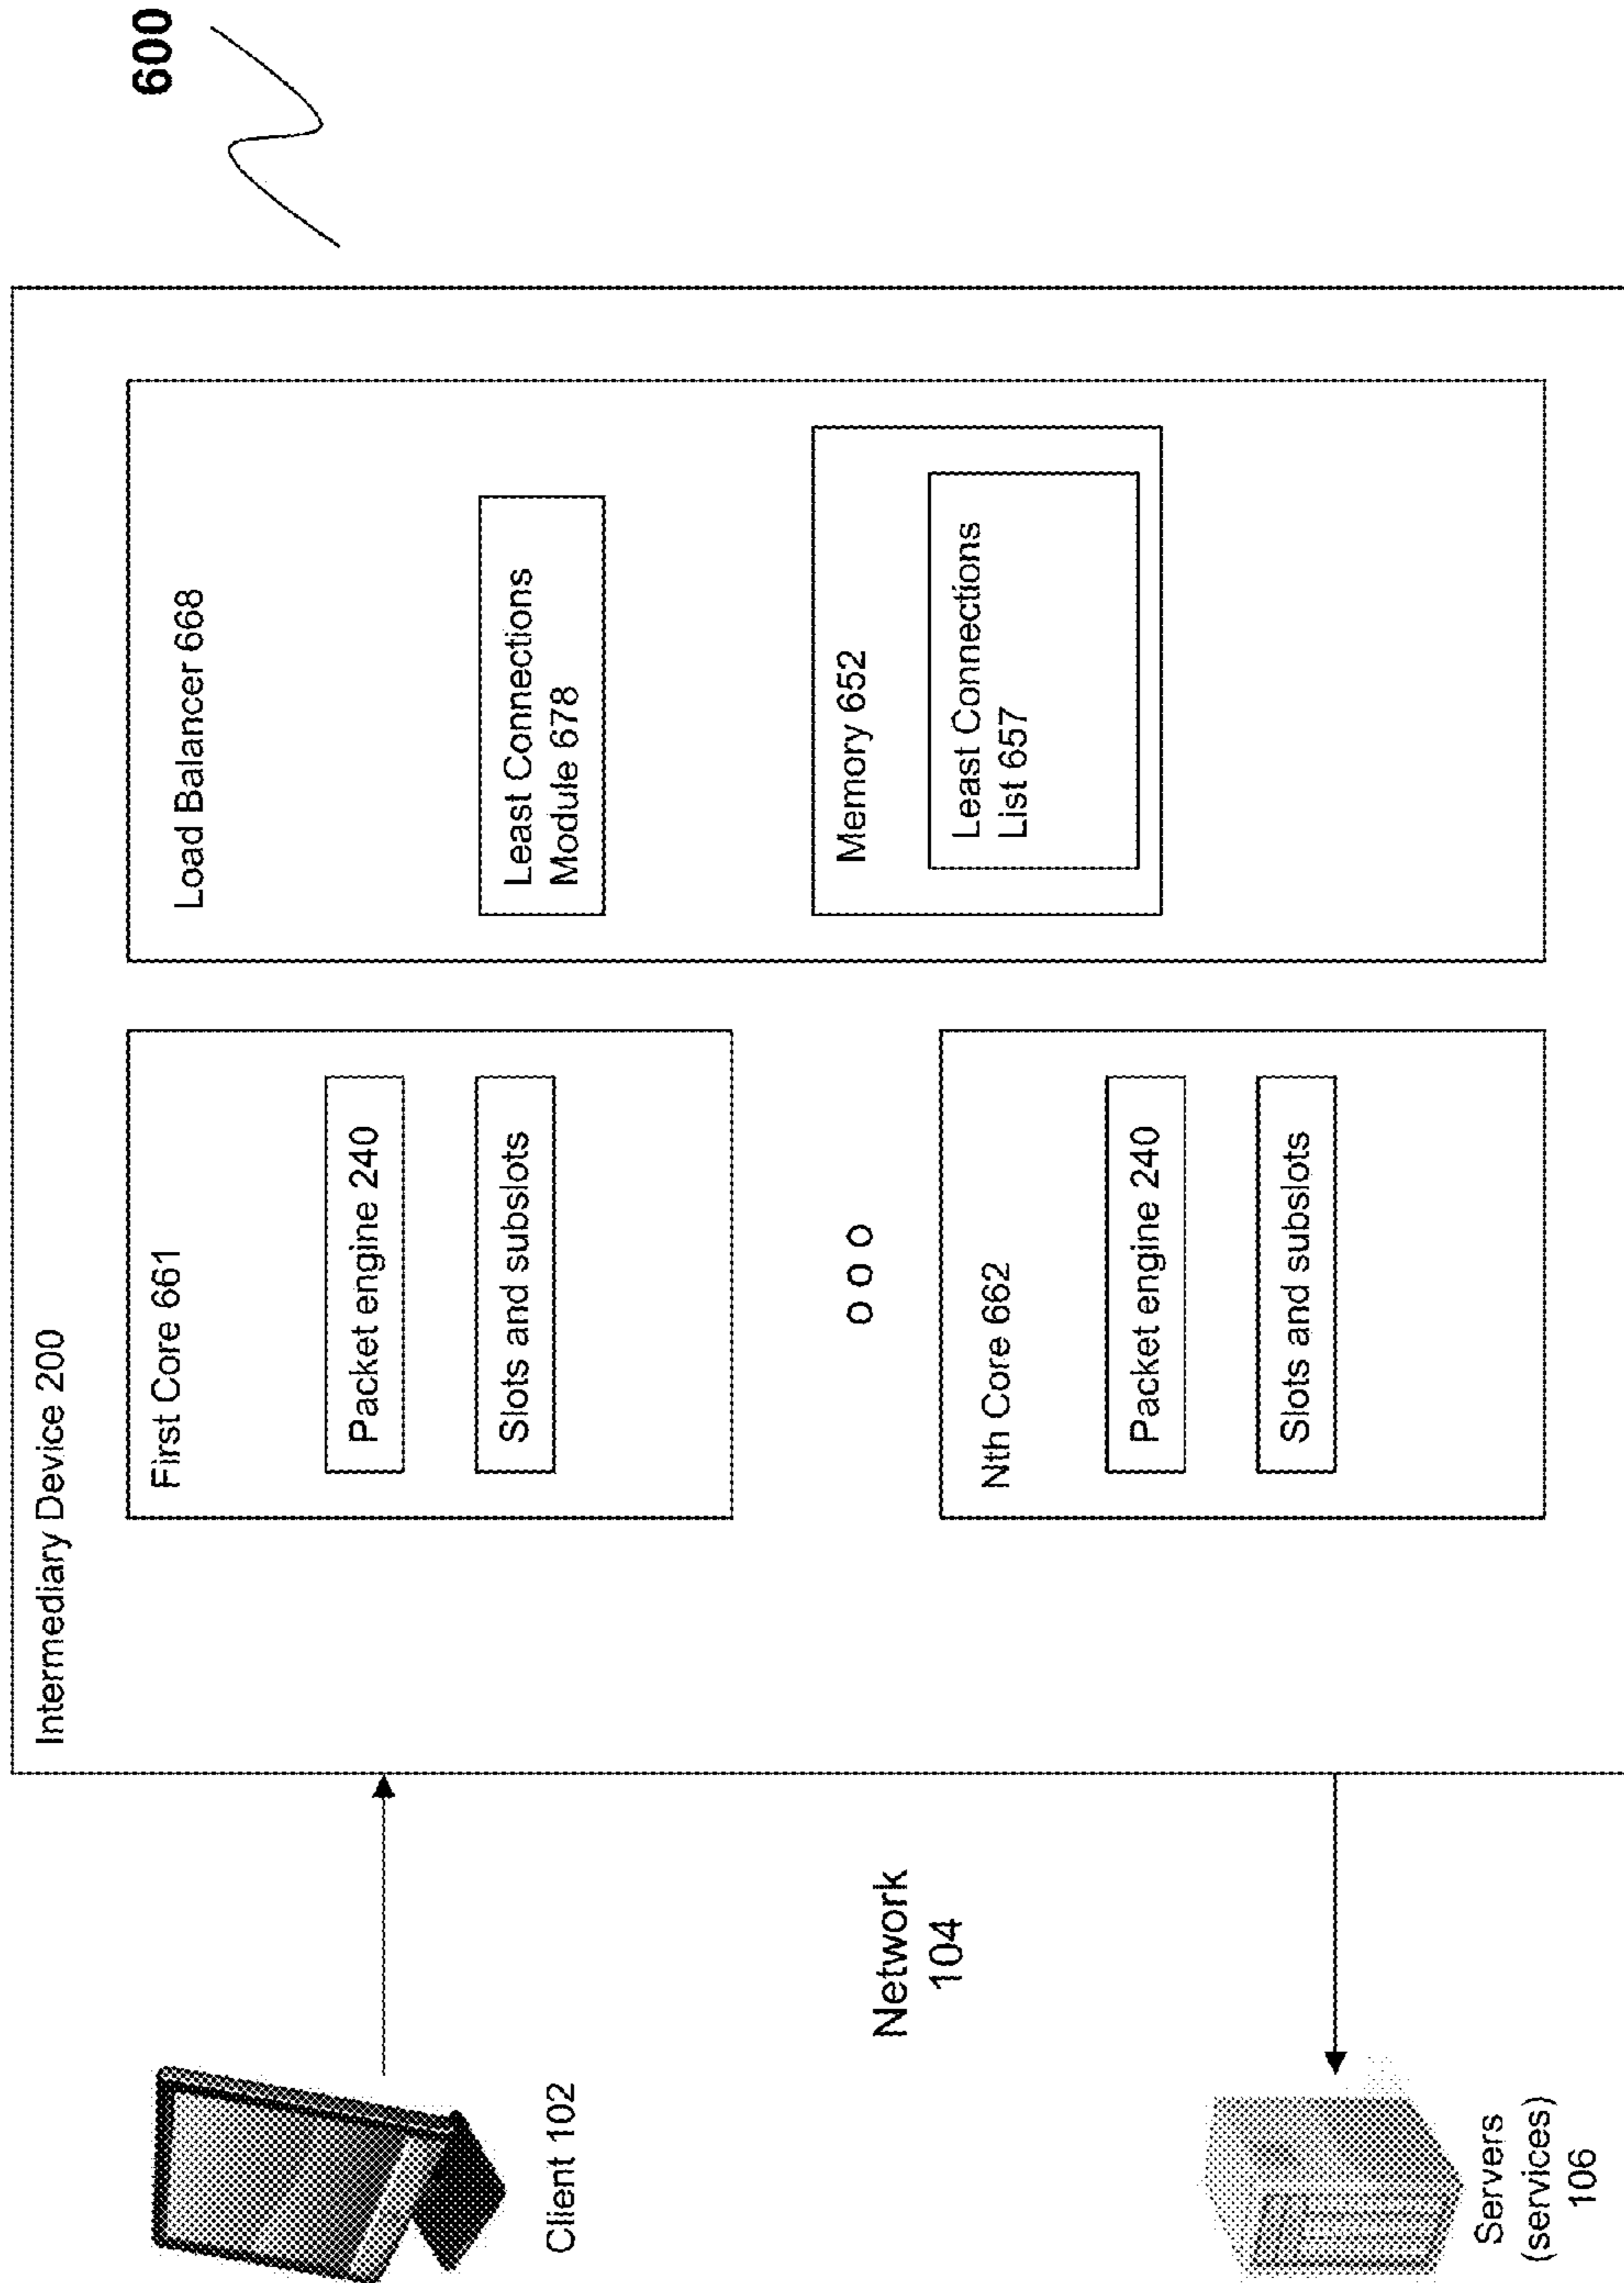 600
Intermediary Device 200
First Core 661
Packet engine 240
Slots and subslots
Load Balancer 668
Least Connections
Module 678
Memory 652
Least Connections
List 657
Nth Core 662
Packet engine 240
Slots and subslots
Client 102
Network
104
Servers
(services)
106